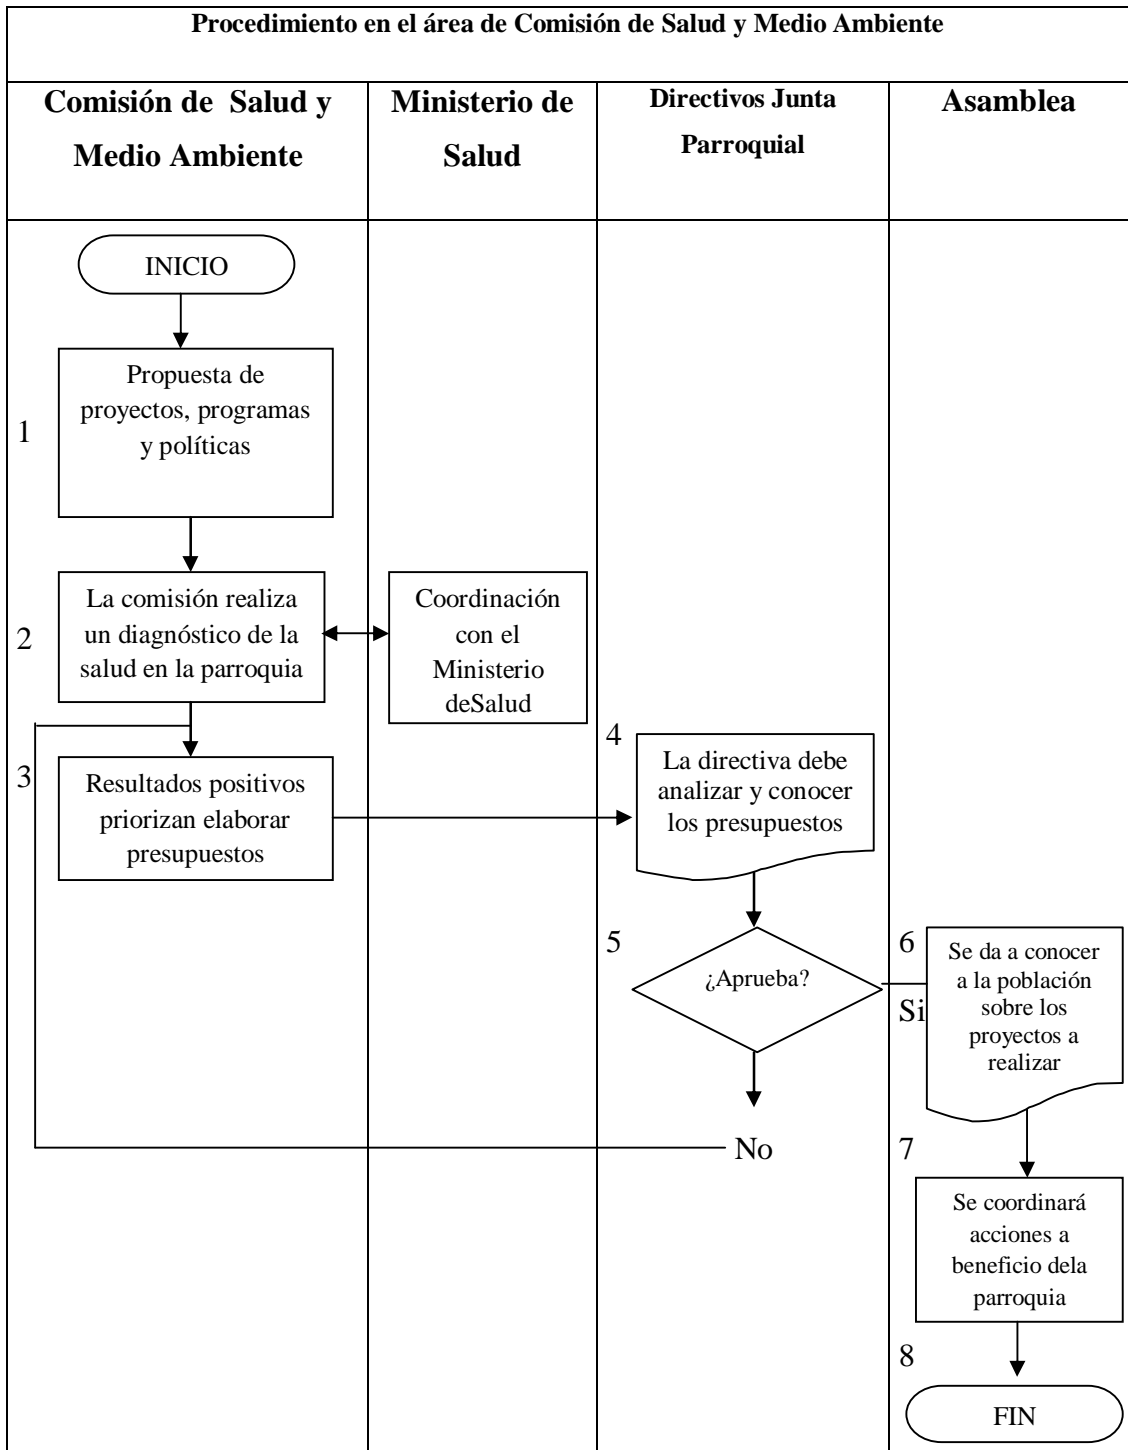 Procedimiento en el área de Comisión de Salud y Medio Ambiente
Comisión de Salud y
Medio Ambiente
Ministerio de
Salud
Directivos Junta
Parroquial
Asamblea
INICIO
1
Propuesta de
proyectos, programas
y políticas
2
La comisión realiza
un diagnóstico de la
salud en la parroquia
Coordinación
con el
Ministerio
deSalud
3
Resultados positivos
priorizan elaborar
presupuestos
4
La directiva debe
analizar y conocer
los presupuestos
5
¿Aprueba?
Si
No
6
Se da a conocer
a la población
sobre los
proyectos a
realizar
7
Se coordinará
acciones a
beneficio dela
parroquia
8
FIN